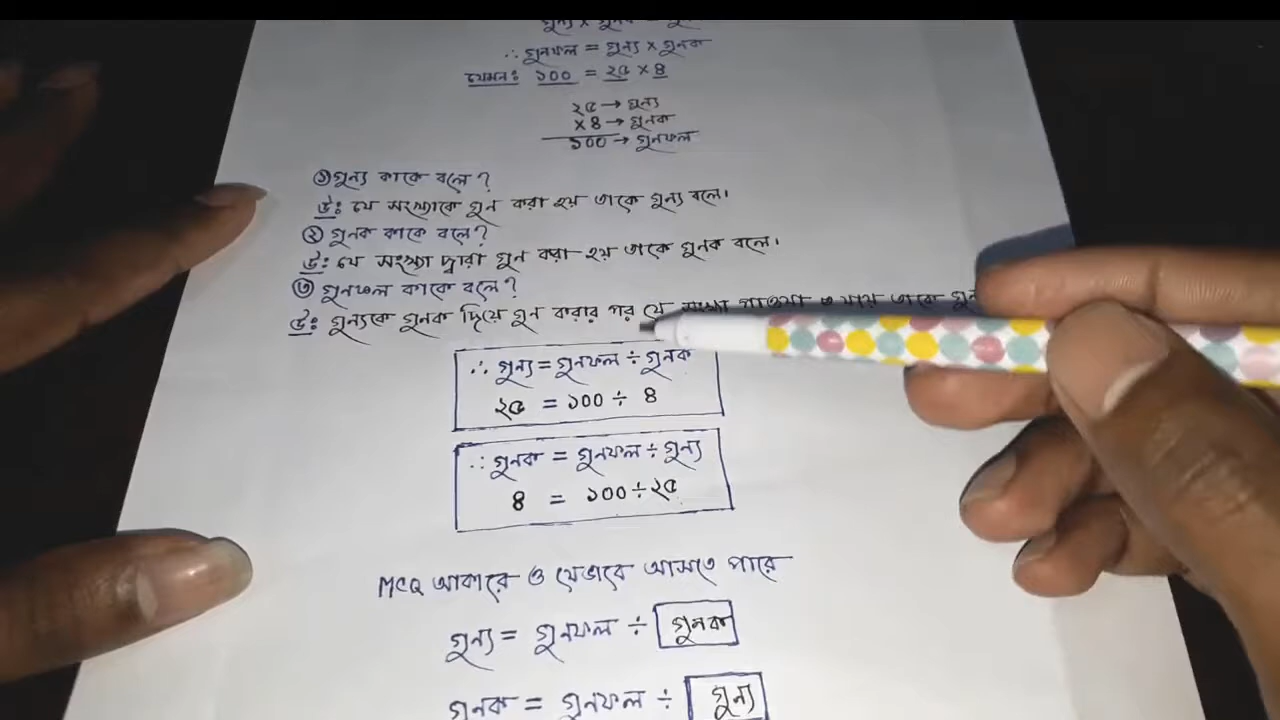 গুন্য × গুনক
∴ গুনফল = গুন্য × গুনক
যেমনঃ ১০০ = ২৫ × ৪
২৫ → গুন্য
×৪ → গুনক
১০০ → গুনফল
① গুন্য কাকে বলে?
উঃ যে সংখ্যাকে গুন করা হয় তাকে গুন্য বলে।
② গুনক কাকে বলে?
উঃ যে সংখ্যা দ্বারা গুন করা হয় তাকে গুনক বলে।
③ গুনফল কাকে বলে?
উঃ গুন্যকে গুনক দিয়ে গুন করার পর যে সংখ্যা পাওয়া যায় তাকে
∴ গুন্য = গুনফল ÷ গুনক
২৫ = ১০০ ÷ ৪
∴ গুনক = গুনফল ÷ গুন্য
৪ = ১০০ ÷ ২৫
MCQ আকারে ও যেভাবে আসতে পারে
গুন্য = গুনফল ÷ গুনক
গুনক = গুনফল ÷ গুন্য